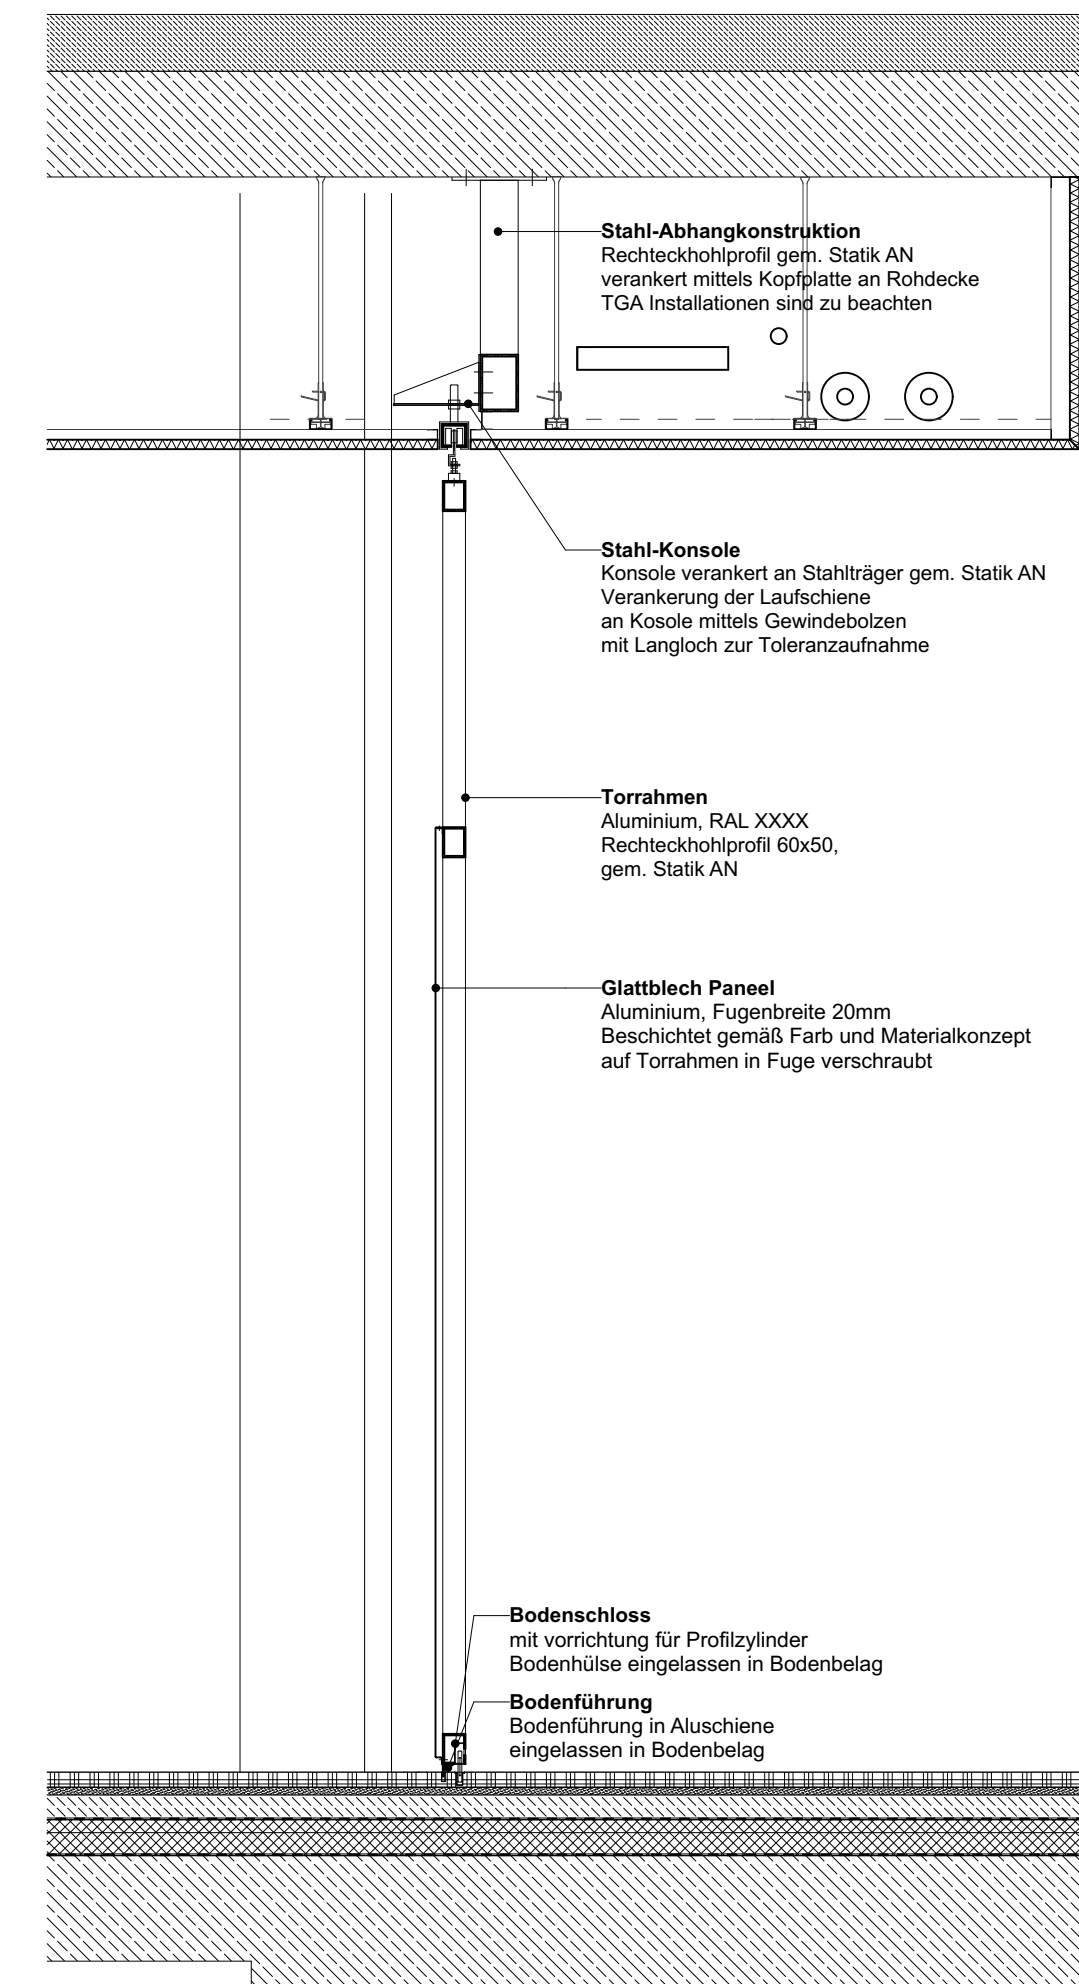 Stahl-Abhangkonstruktion
Rechteckhohlprofil gem. Statik AN
verankert mittels Kopfplatte an Rohdecke
TGA Installationen sind zu beachten
Stahl-Konsole
Konsole verankert an Stahlträger gem. Statik AN
Verankerung der Laufschiene
an Kosole mittels Gewindebolzen
mit Langloch zur Toleranzaufnahme
Torrahmen
Aluminium, RAL XXXX
Rechteckhohlprofil 60x50,
gem. Statik AN
Glattblech Paneel
Aluminium, Fugenbreite 20mm
Beschichtet gemäß Farb und Materialkonzept
auf Torrahmen in Fuge verschraubt
Bodenschloss
mit vorrichtung für Profilzylinder
Bodenhülse eingelassen in Bodenbelag
Bodenführung
Bodenführung in Aluschiene
eingelassen in Bodenbelag